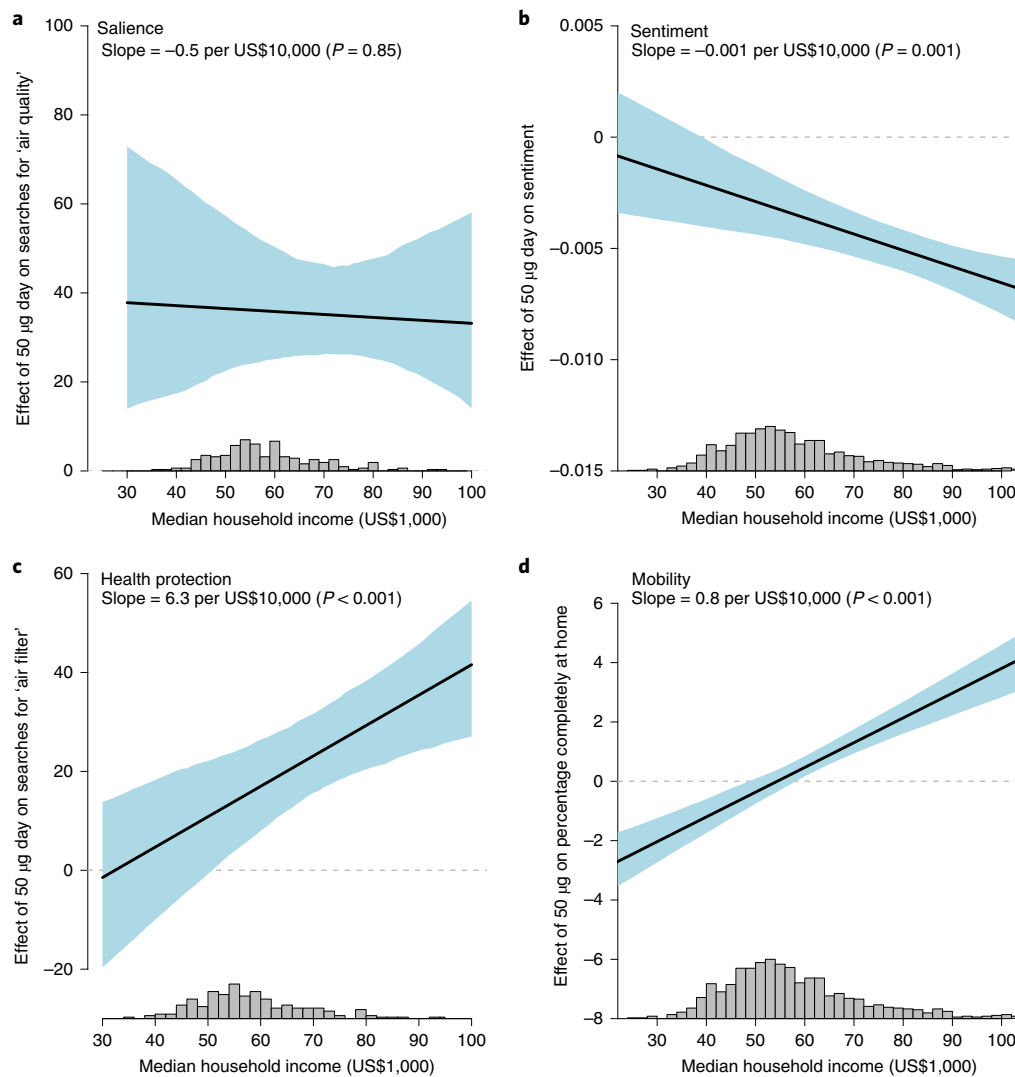 a
Salience
Slope = −0.5 per US$10,000 (P = 0.85)
Effect of 50 μg day on searches for 'air quality'
100
80
60
40
20
0
30 40 50 60 70 80 90 100
Median household income (US$1,000)
b
Sentiment
Slope = −0.001 per US$10,000 (P = 0.001)
Effect of 50 μg day on sentiment
−0.005
0
−0.005
−0.010
−0.015
30 40 50 60 70 80 90 100
Median household income (US$1,000)
c
Health protection
Slope = 6.3 per US$10,000 (P < 0.001)
Effect of 50 μg day on searches for 'air filter'
60
40
20
0
−20
30 40 50 60 70 80 90 100
Median household income (US$1,000)
d
Mobility
Slope = 0.8 per US$10,000 (P < 0.001)
Effect of 50 μg on percentage completely at home
6
4
2
0
−2
−4
−6
−8
30 40 50 60 70 80 90 100
Median household income (US$1,000)